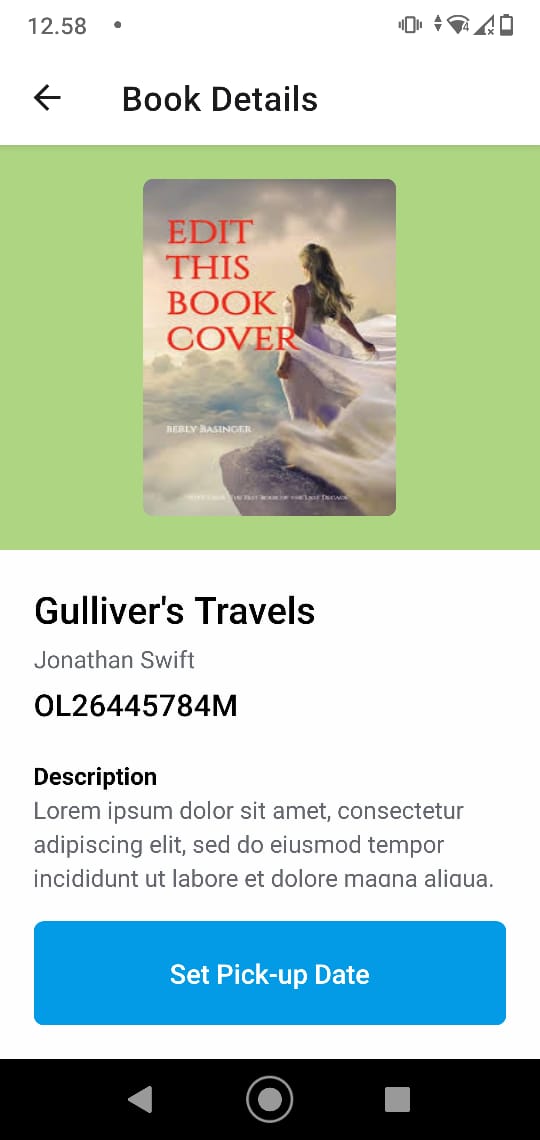 12.58
Book Details
EDIT
THIS
BOOK
COVER
BERLY BASINGER
Gulliver's Travels
Jonathan Swift
OL26445784M
Description
Lorem ipsum dolor sit amet, consectetur
adipiscing elit, sed do eiusmod tempor
incididunt ut labore et dolore magna aliqua.
Set Pick-up Date